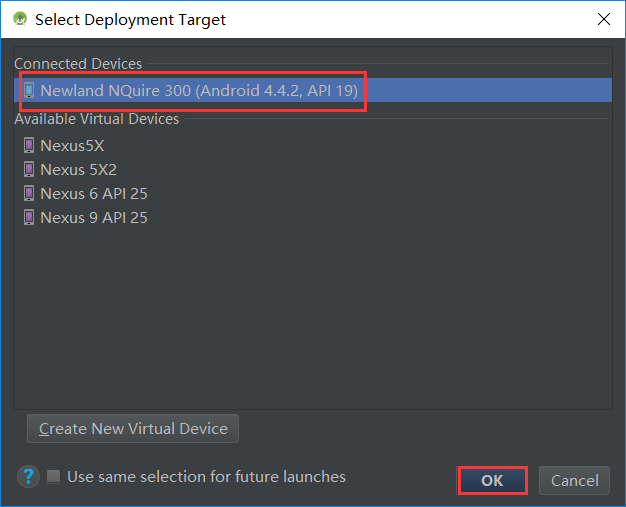 Select Deployment Target
Connected Devices
Newland NQuire 300 (Android 4.4.2, API 19)
Available Virtual Devices
Nexus5X
Nexus 5X2
Nexus 6 API 25
Nexus 9 API 25
Create New Virtual Device
? Use same selection for future launches
OK Cancel